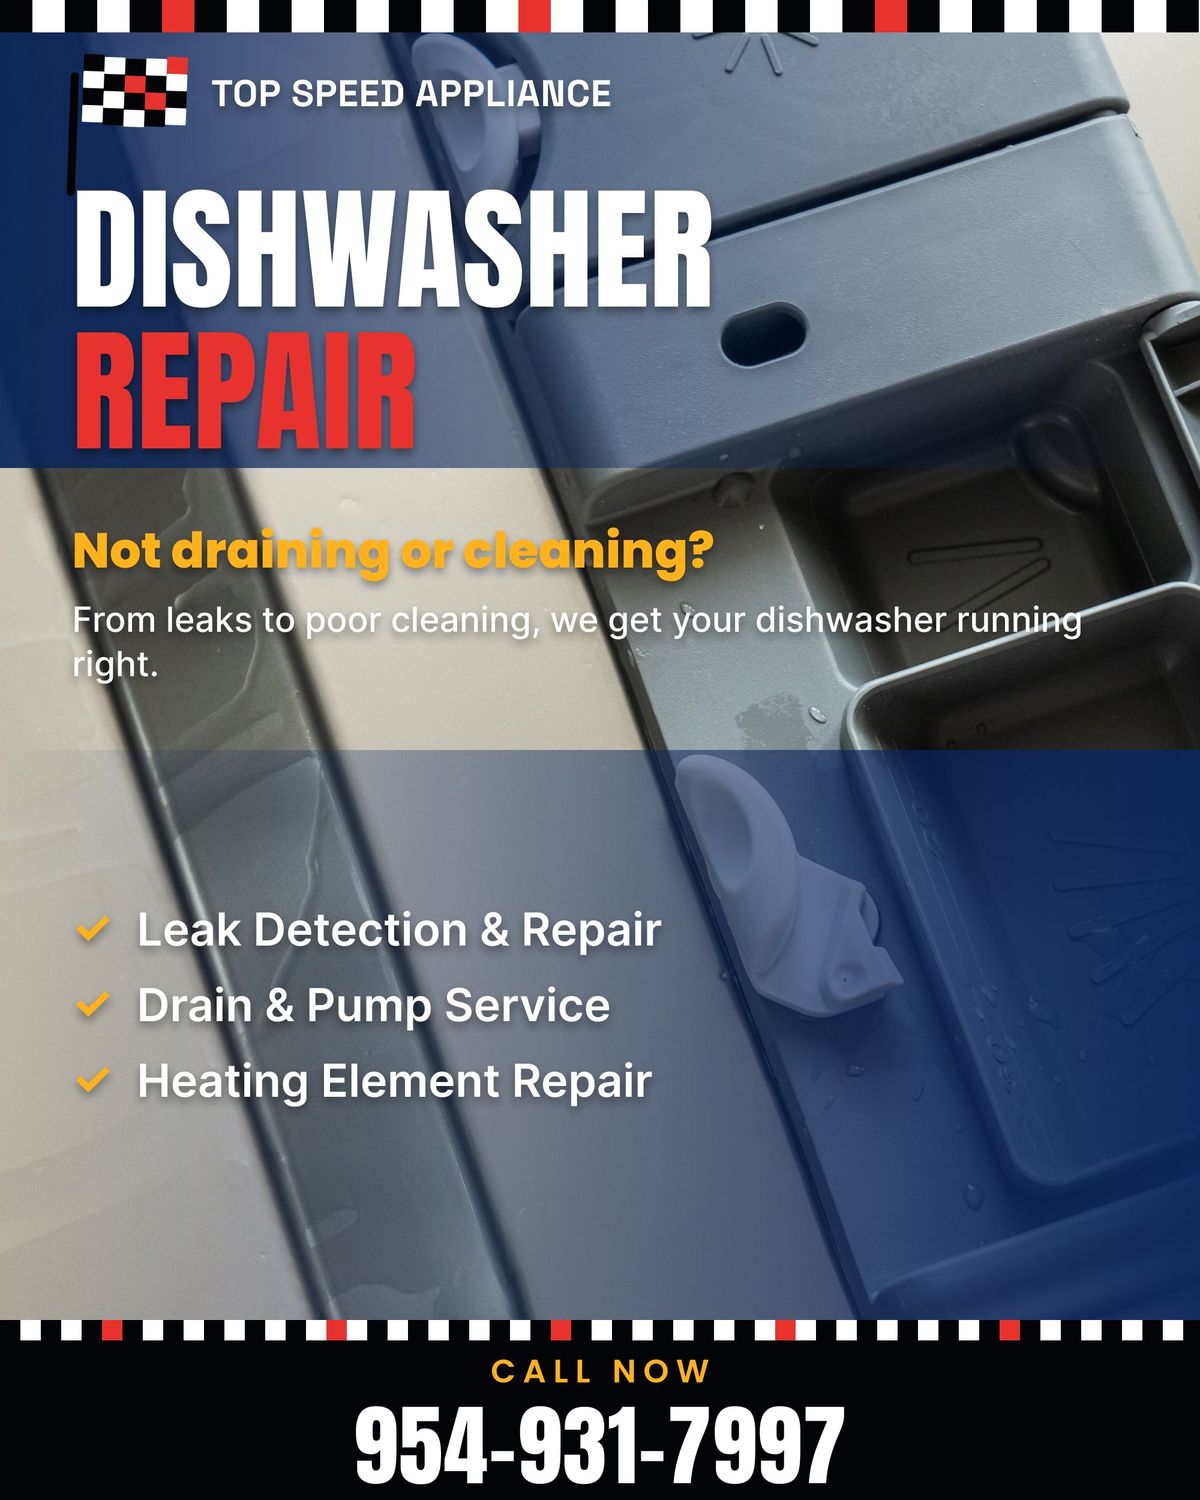 TOP SPEED APPLIANCE
DISHWASHER
REPAIR
Not draining or cleaning?
From leaks to poor cleaning, we get your dishwasher running
right.
Leak Detection & Repair
Drain & Pump Service
Heating Element Repair
CALL NOW
954-931-7997